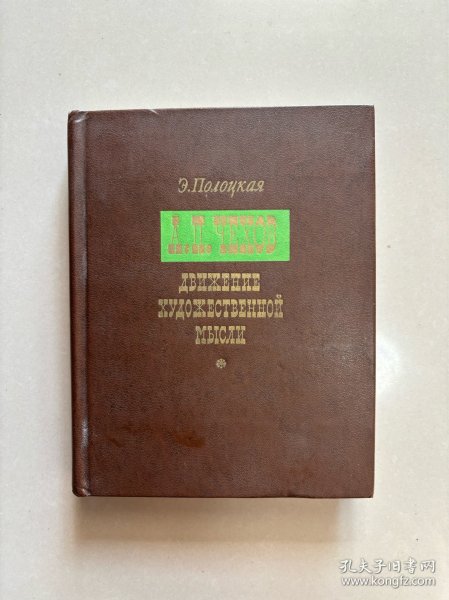 Э. Полоцкая
А. П. ЧЕХОВ
ДВИЖЕНИЕ
ХУДОЖЕСТВЕННОЙ
МЫСЛИ
孔夫子旧书网
www.kongfz.com